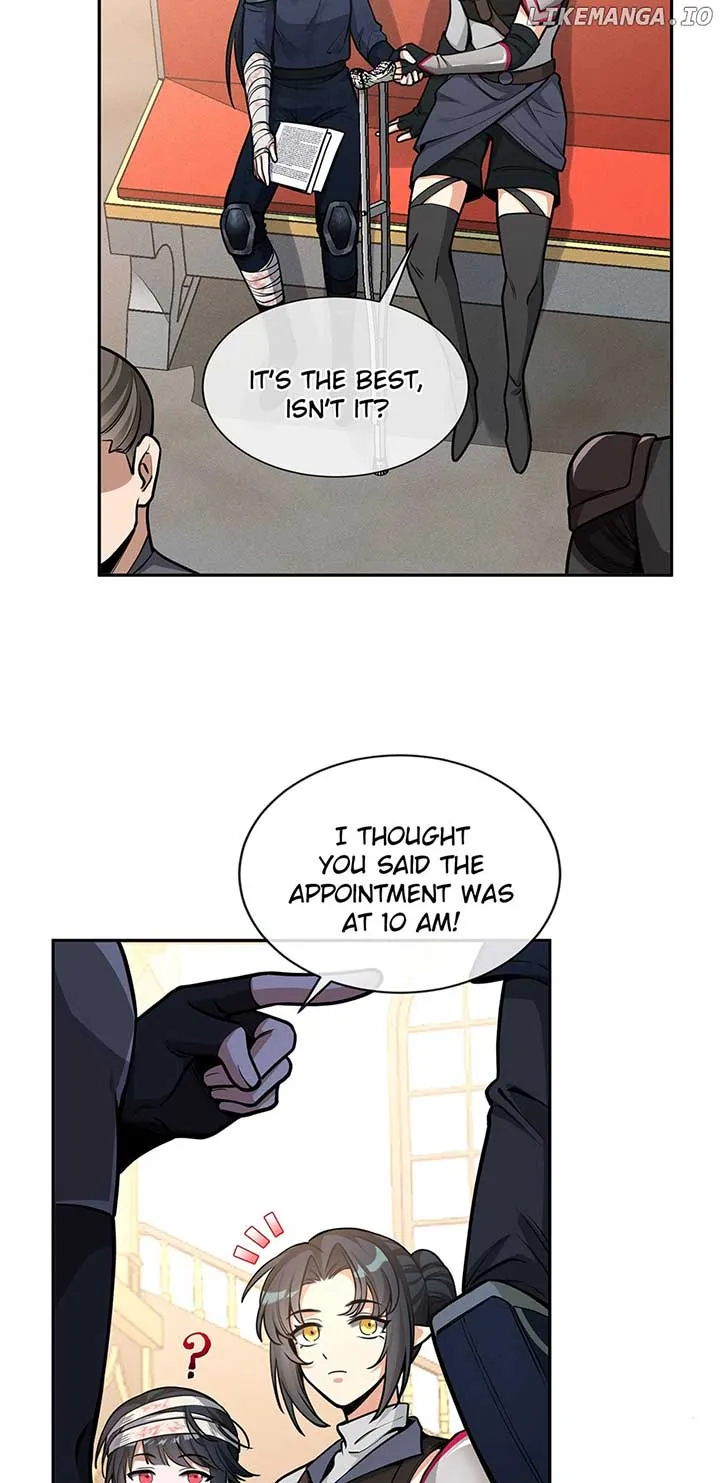 LIKEMANGA.IO
IT'S THE BEST,
ISN'T IT?
I THOUGHT
YOU SAID THE
APPOINTMENT WAS
AT 10 AM!
?